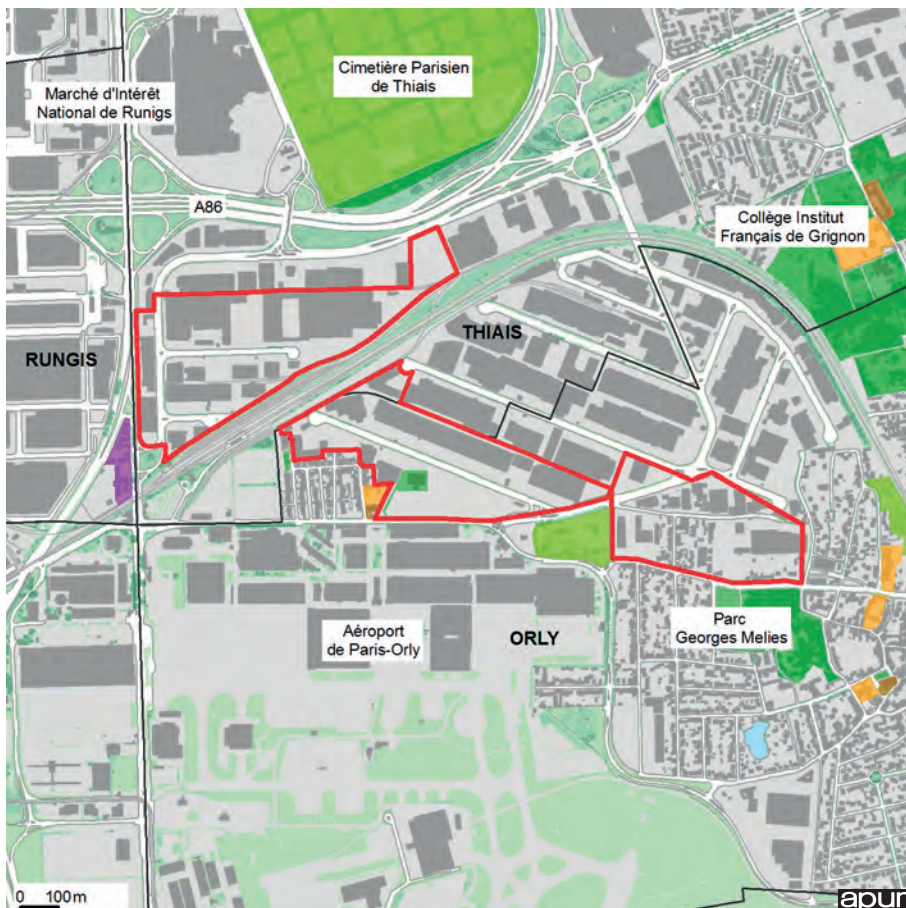 Cimetière Parisien
de Thiais
Marché d'Intérêt
National de Runigs
A86
Collège Institut
Français de Grignon
THIAIS
RUNGIS
Parc
Georges Melies
Aéroport
de Paris-Orly
ORLY
0 100 m
apur